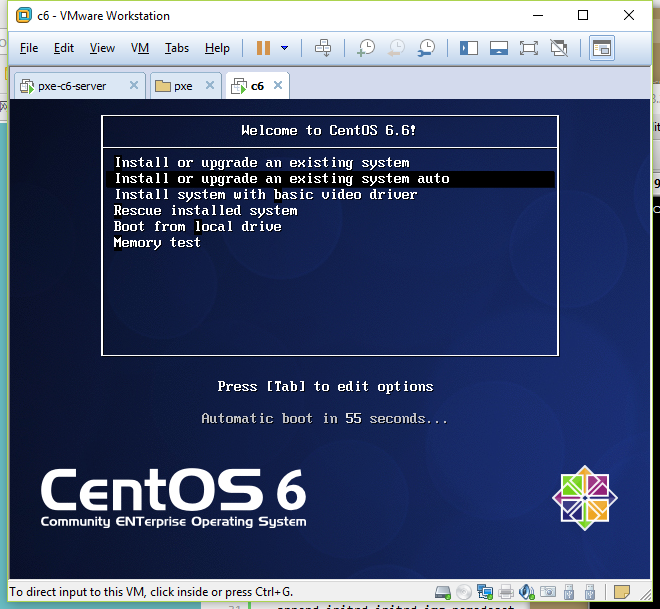 c6 - VMware Workstation
File Edit View VM Tabs Help
pxe-c6-server pxe c6
Welcome to CentOS 6.6!
Install or upgrade an existing system
Install or upgrade an existing system auto
Install system with basic video driver
Rescue installed system
Boot from local drive
Memory test
Press [Tab] to edit options
Automatic boot in 55 seconds...
CentOS 6
Community ENTerprise Operating System
To direct input to this VM, click inside or press Ctrl+G.